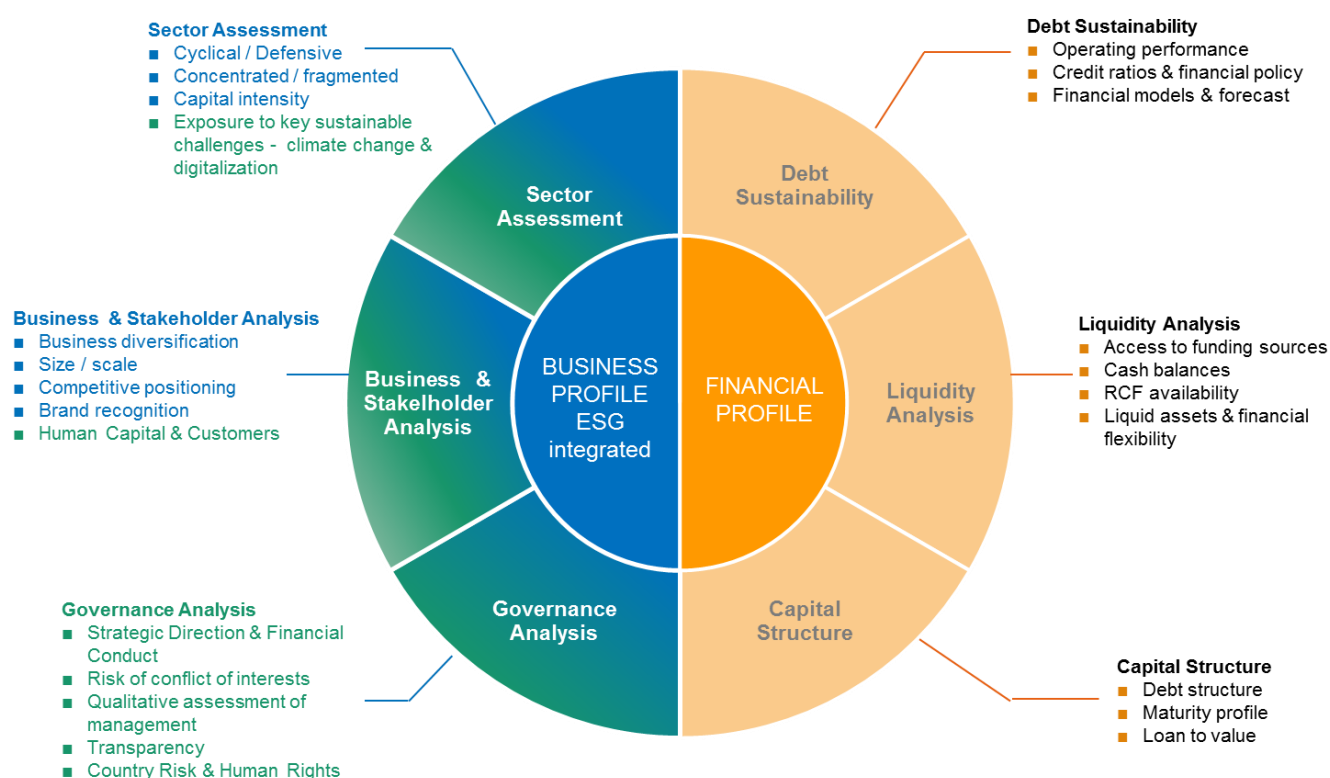 Sector Assessment
Cyclical / Defensive
Concentrated / fragmented
Capital intensity
Exposure to key sustainable
challenges - climate change &
digitalization
Business & Stakeholder Analysis
Business diversification
Size / scale
Competitive positioning
Brand recognition
Human Capital & Customers
Governance Analysis
Strategic Direction & Financial
Conduct
Risk of conflict of interests
Qualitative assessment of
management
Transparency
Country Risk & Human Rights
Sector
Assessment
Business &
Stakelholder
Analysis
Governance
Analysis
BUSINESS
PROFILE
ESG
integrated
FINANCIAL
PROFILE
Debt
Sustainability
Liquidity
Analysis
Capital
Structure
Debt Sustainability
Operating performance
Credit ratios & financial policy
Financial models & forecast
Liquidity Analysis
Access to funding sources
Cash balances
RCF availability
Liquid assets & financial
flexibility
Capital Structure
Debt structure
Maturity profile
Loan to value